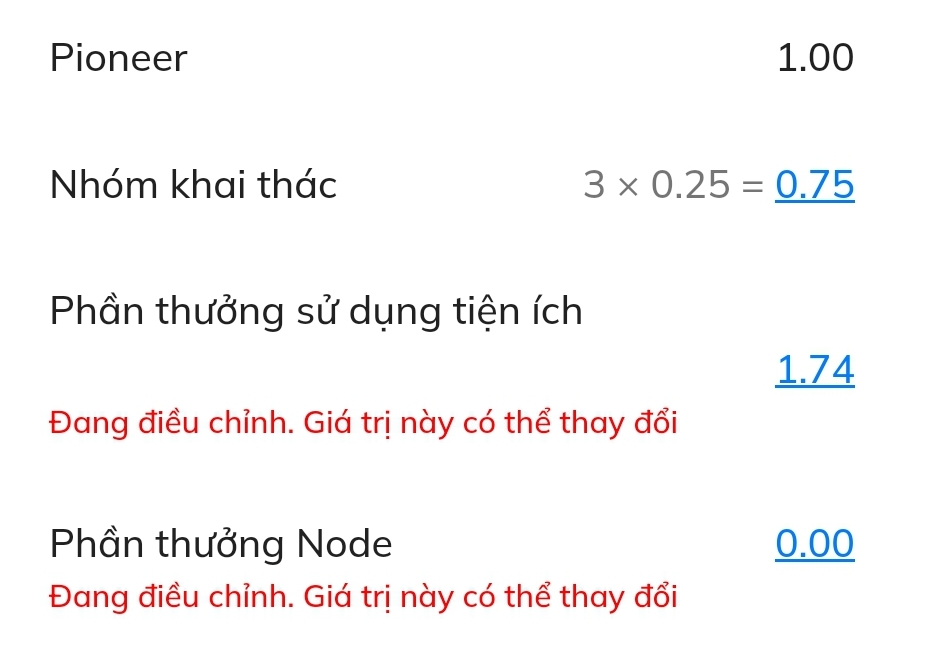 Pioneer 1.00
Nhóm khai thác 3 × 0.25 = 0.75
Phần thưởng sử dụng tiện ích
1.74
Đang điều chỉnh. Giá trị này có thể thay đổi
Phần thưởng Node 0.00
Đang điều chỉnh. Giá trị này có thể thay đổi